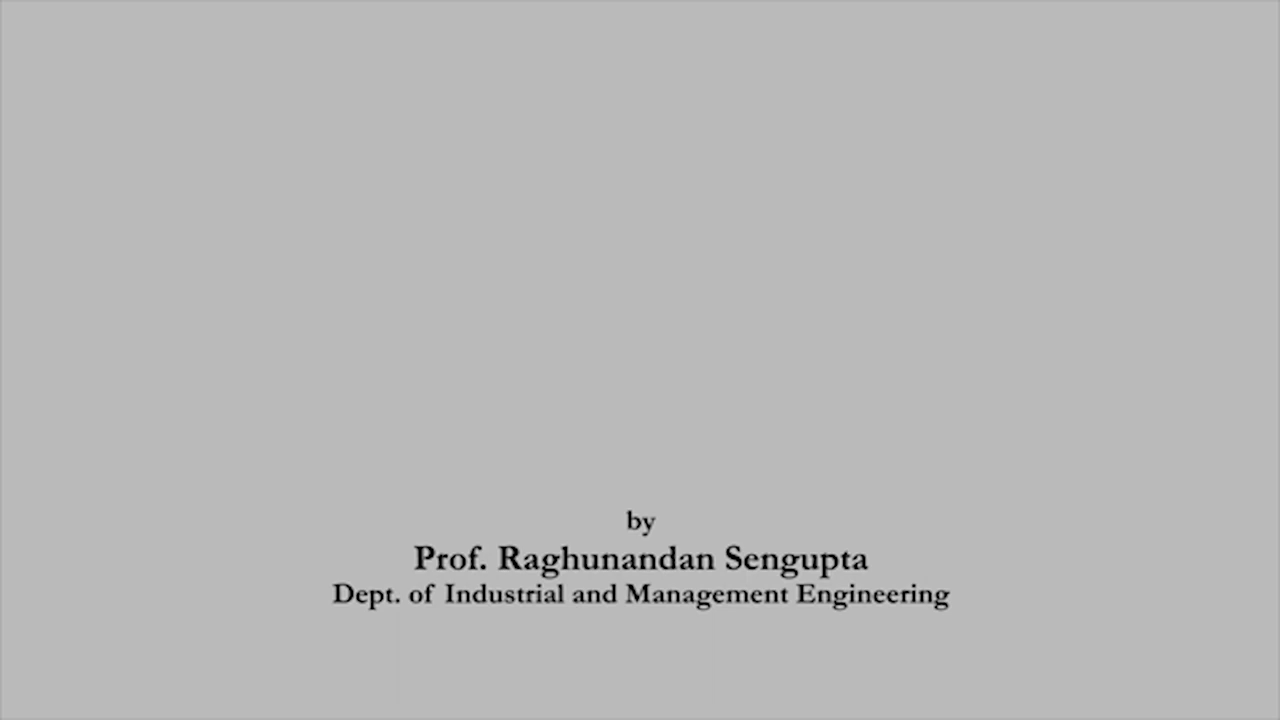 by
Prof. Raghunandan Sengupta
Dept. of Industrial and Management Engineering